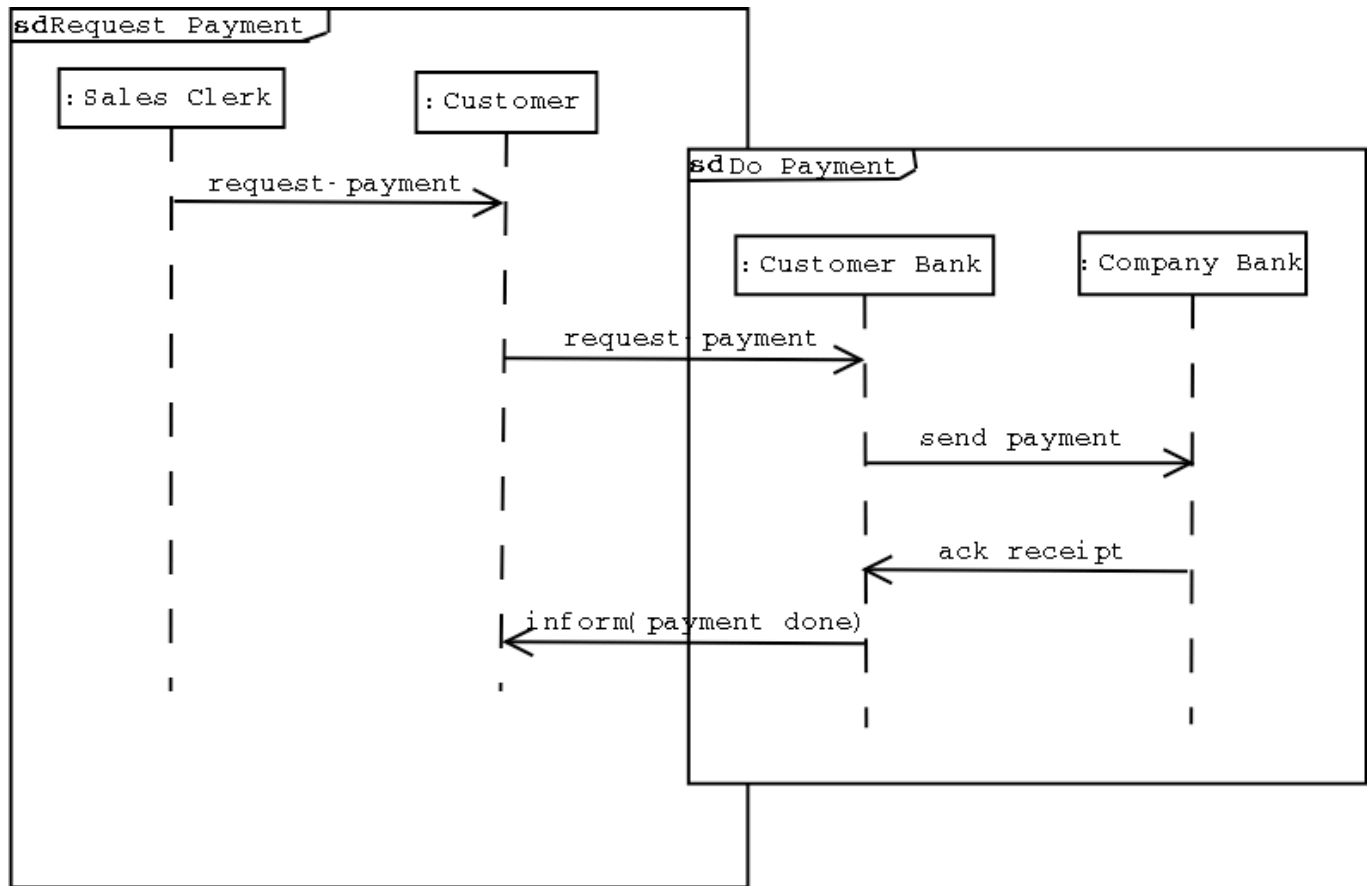 sdRequest Payment
:Sales Clerk
:Customer
request-payment
sdDo Payment
:Customer Bank
:Company Bank
request-payment
send payment
ack receipt
inform(payment done)